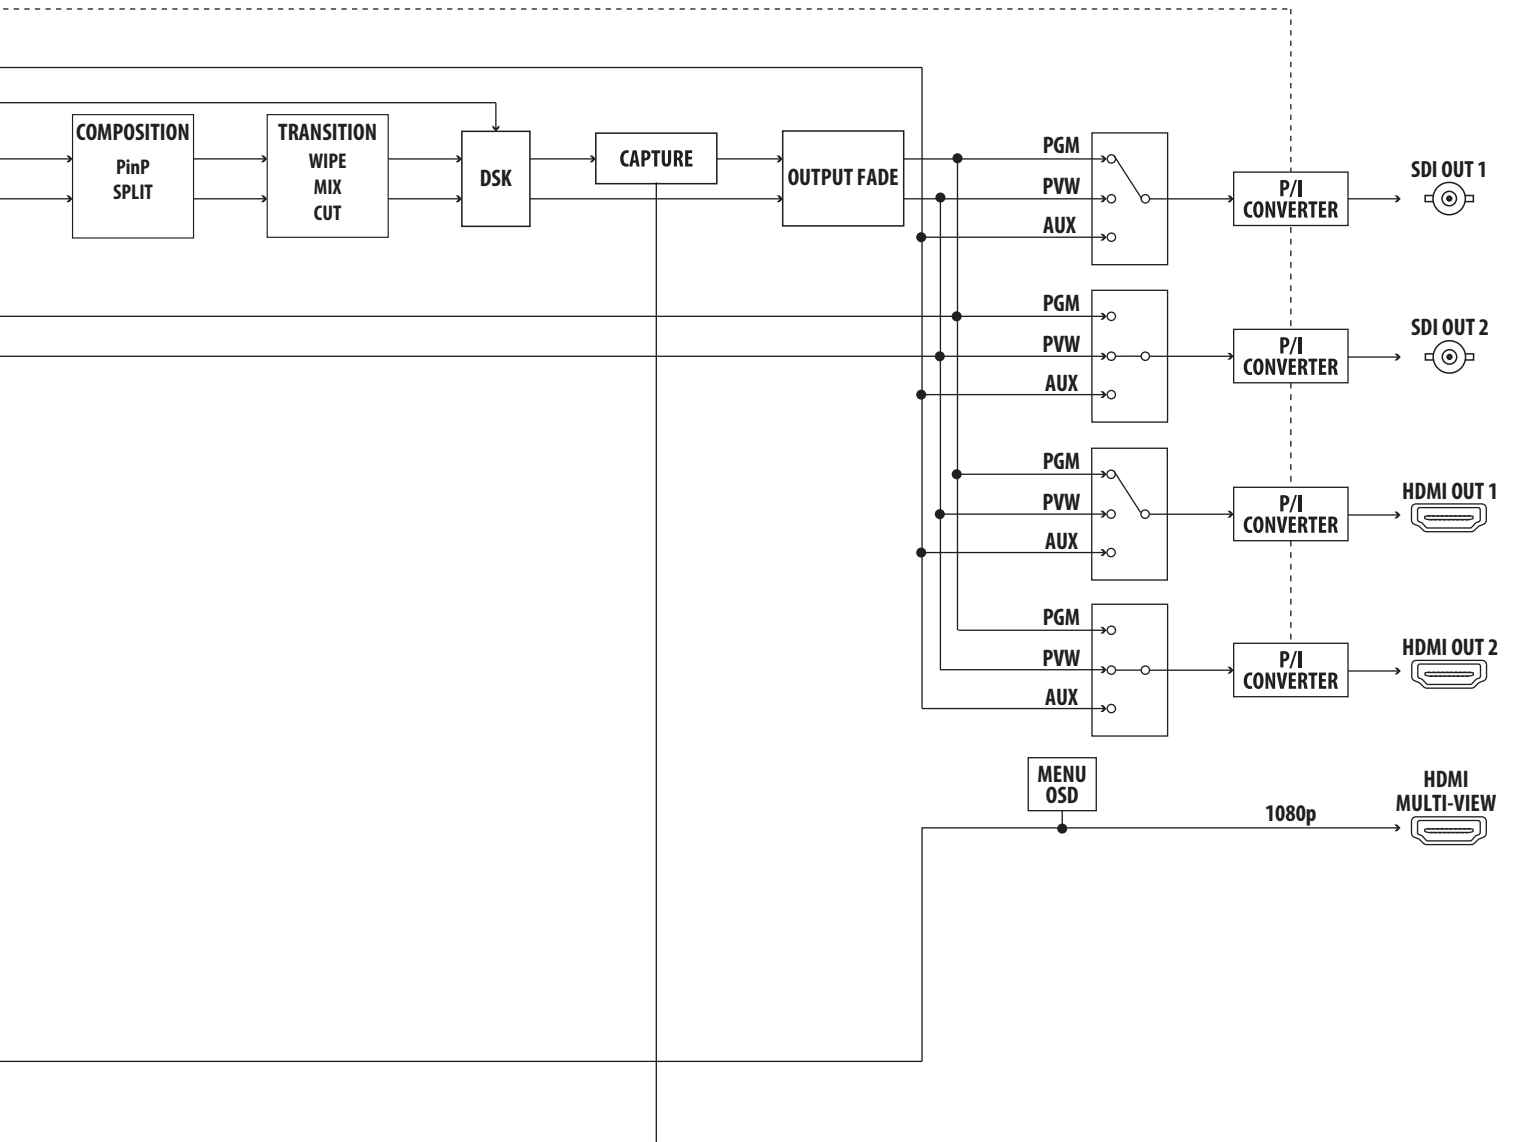 COMPOSITION
PinP
SPLIT
TRANSITION
WIPE
MIX
CUT
DSK
CAPTURE
OUTPUT FADE
PGM
PVW
AUX
P/I
CONVERTER
SDI OUT 1
PGM
PVW
AUX
P/I
CONVERTER
SDI OUT 2
PGM
PVW
AUX
P/I
CONVERTER
HDMI OUT 1
PGM
PVW
AUX
P/I
CONVERTER
HDMI OUT 2
MENU
OSD
1080p
HDMI
MULTI-VIEW